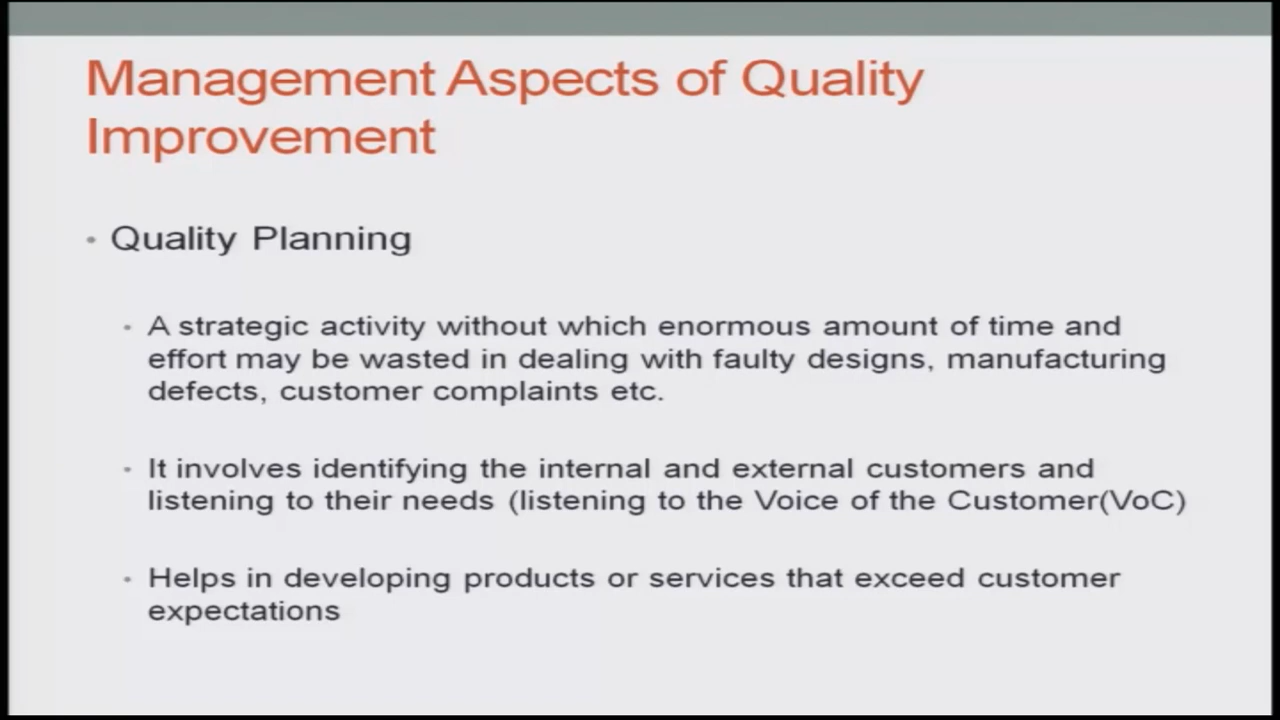 Management Aspects of Quality
Improvement
• Quality Planning
• A strategic activity without which enormous amount of time and
effort may be wasted in dealing with faulty designs, manufacturing
defects, customer complaints etc.
• It involves identifying the internal and external customers and
listening to their needs (listening to the Voice of the Customer(VoC)
• Helps in developing products or services that exceed customer
expectations